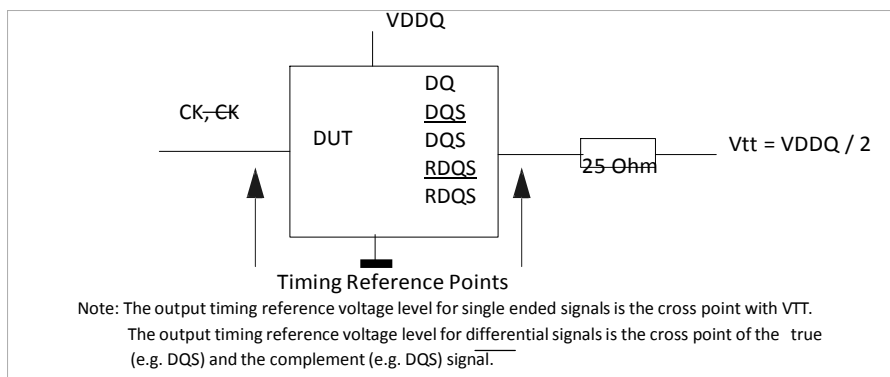 VDDQ
CK, CK
DUT
DQ
DQS
DQS
RDQS
RDQS
25 Ohm
Vtt = VDDQ / 2
Timing Reference Points
Note: The output timing reference voltage level for single ended signals is the cross point with VTT.
The output timing reference voltage level for differential signals is the cross point of the true
(e.g. DQS) and the complement (e.g. DQS) signal.